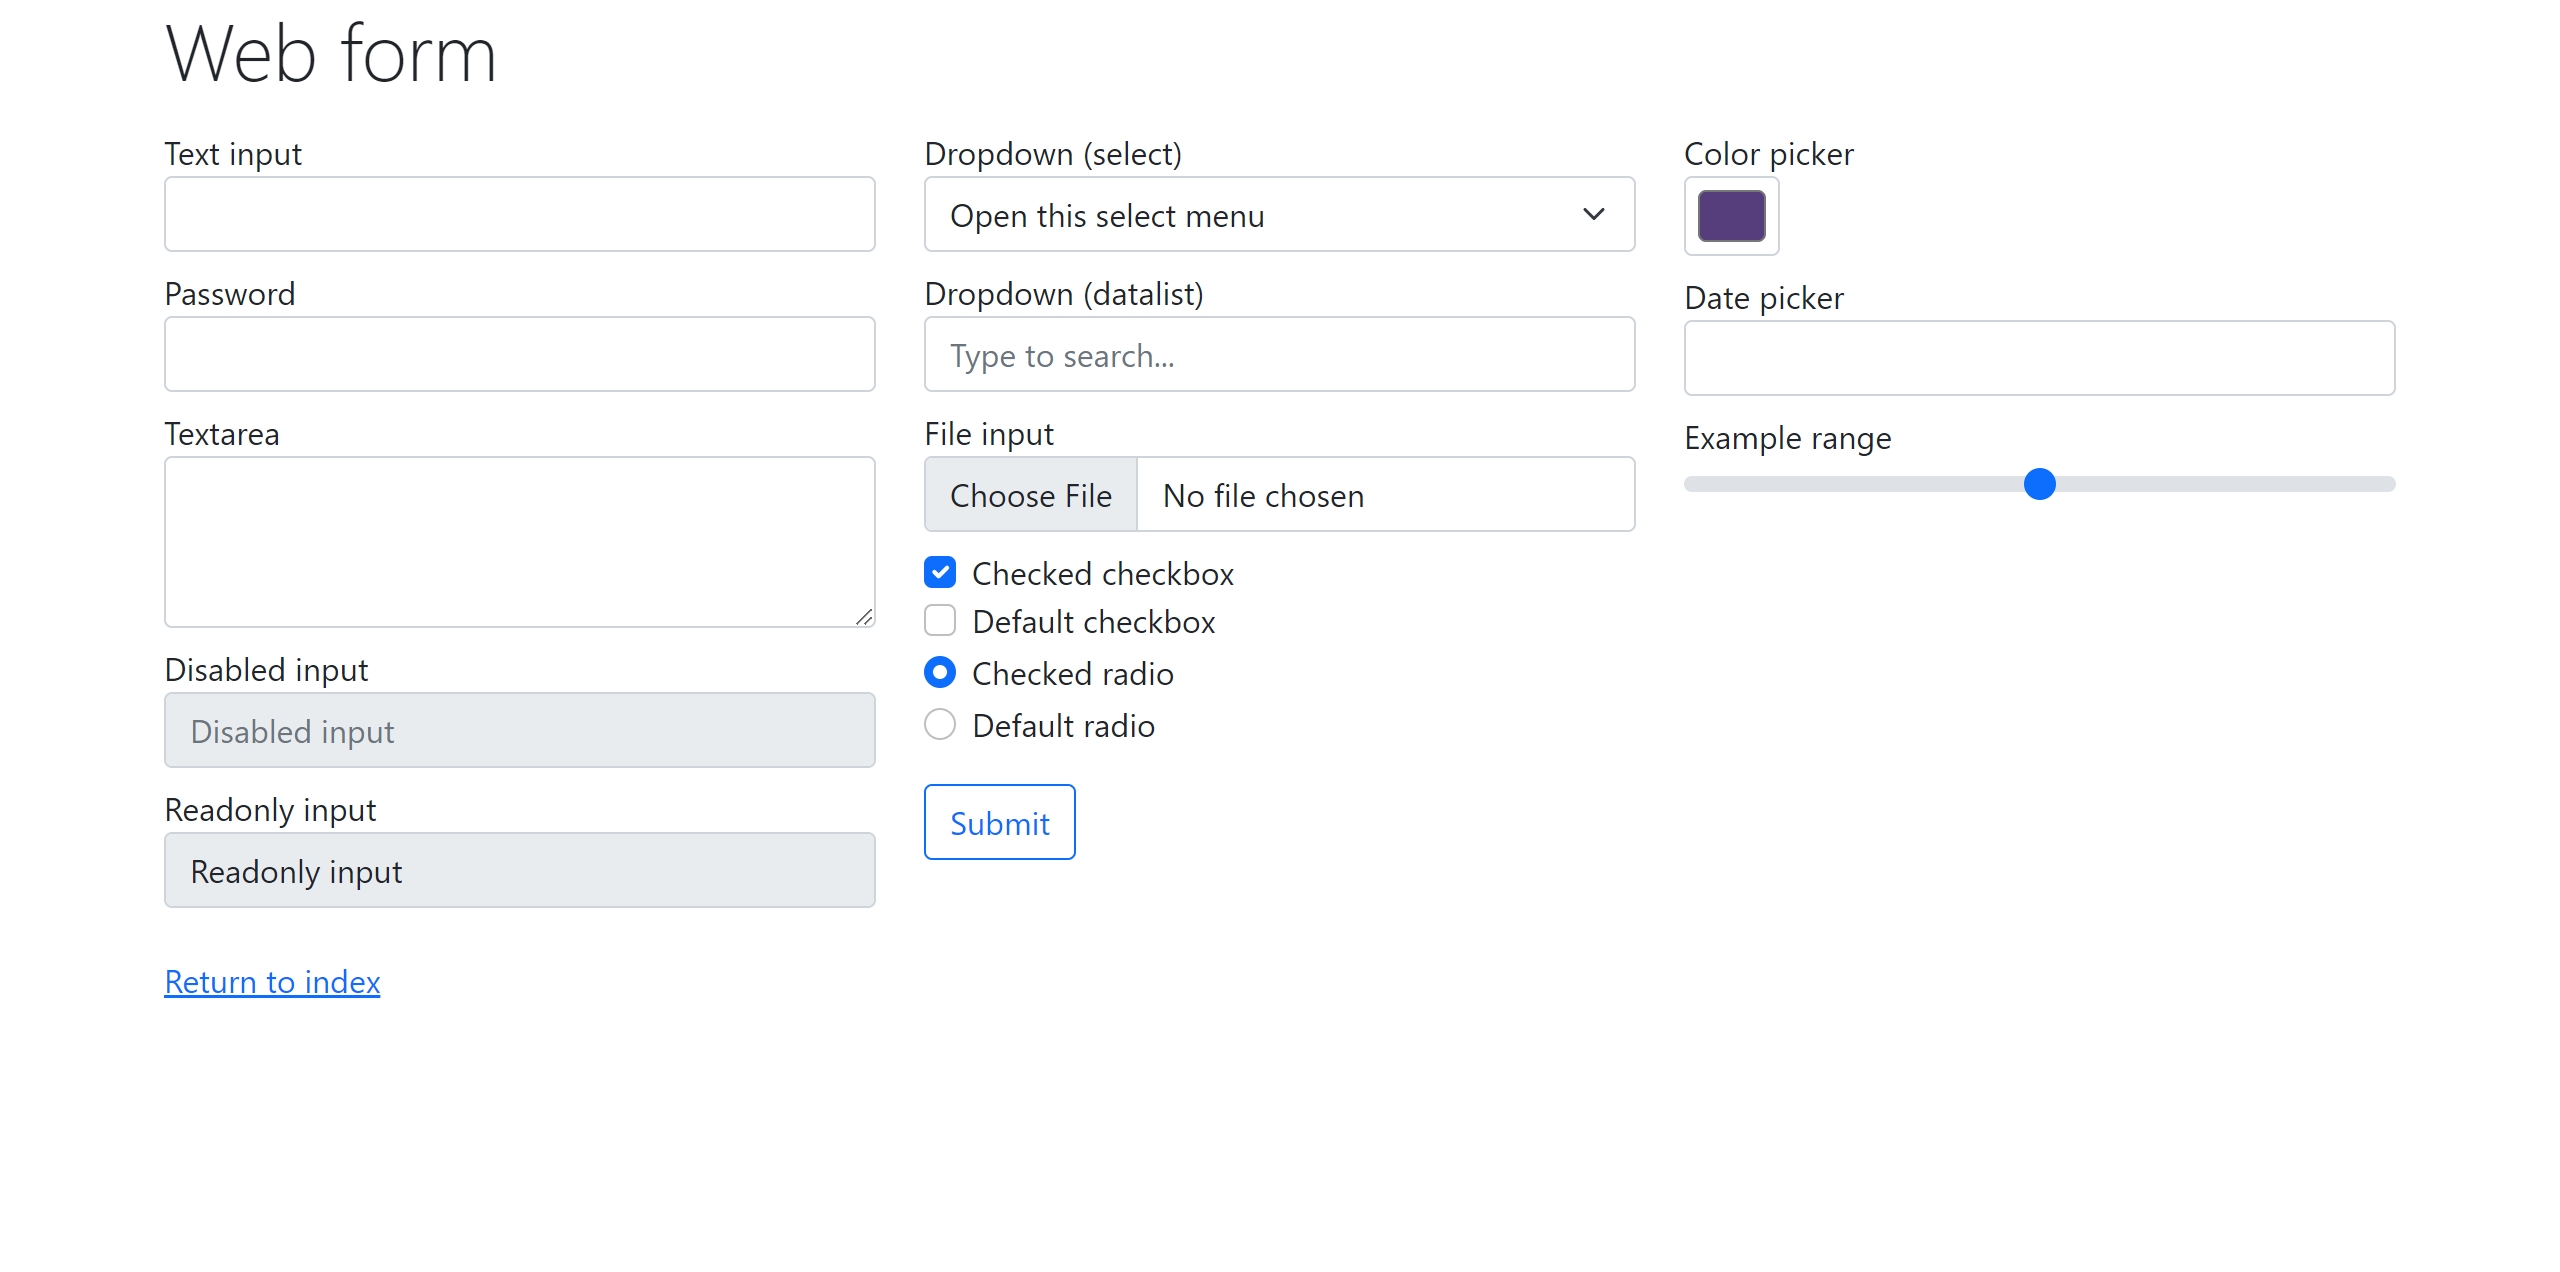 Web form
Text input
Password
Textarea
Disabled input
Disabled input
Readonly input
Readonly input
Return to index
Dropdown (select)
Open this select menu
Dropdown (datalist)
Type to search...
File input
Choose File No file chosen
Checked checkbox
Default checkbox
Checked radio
Default radio
Submit
Color picker
Date picker
Example range